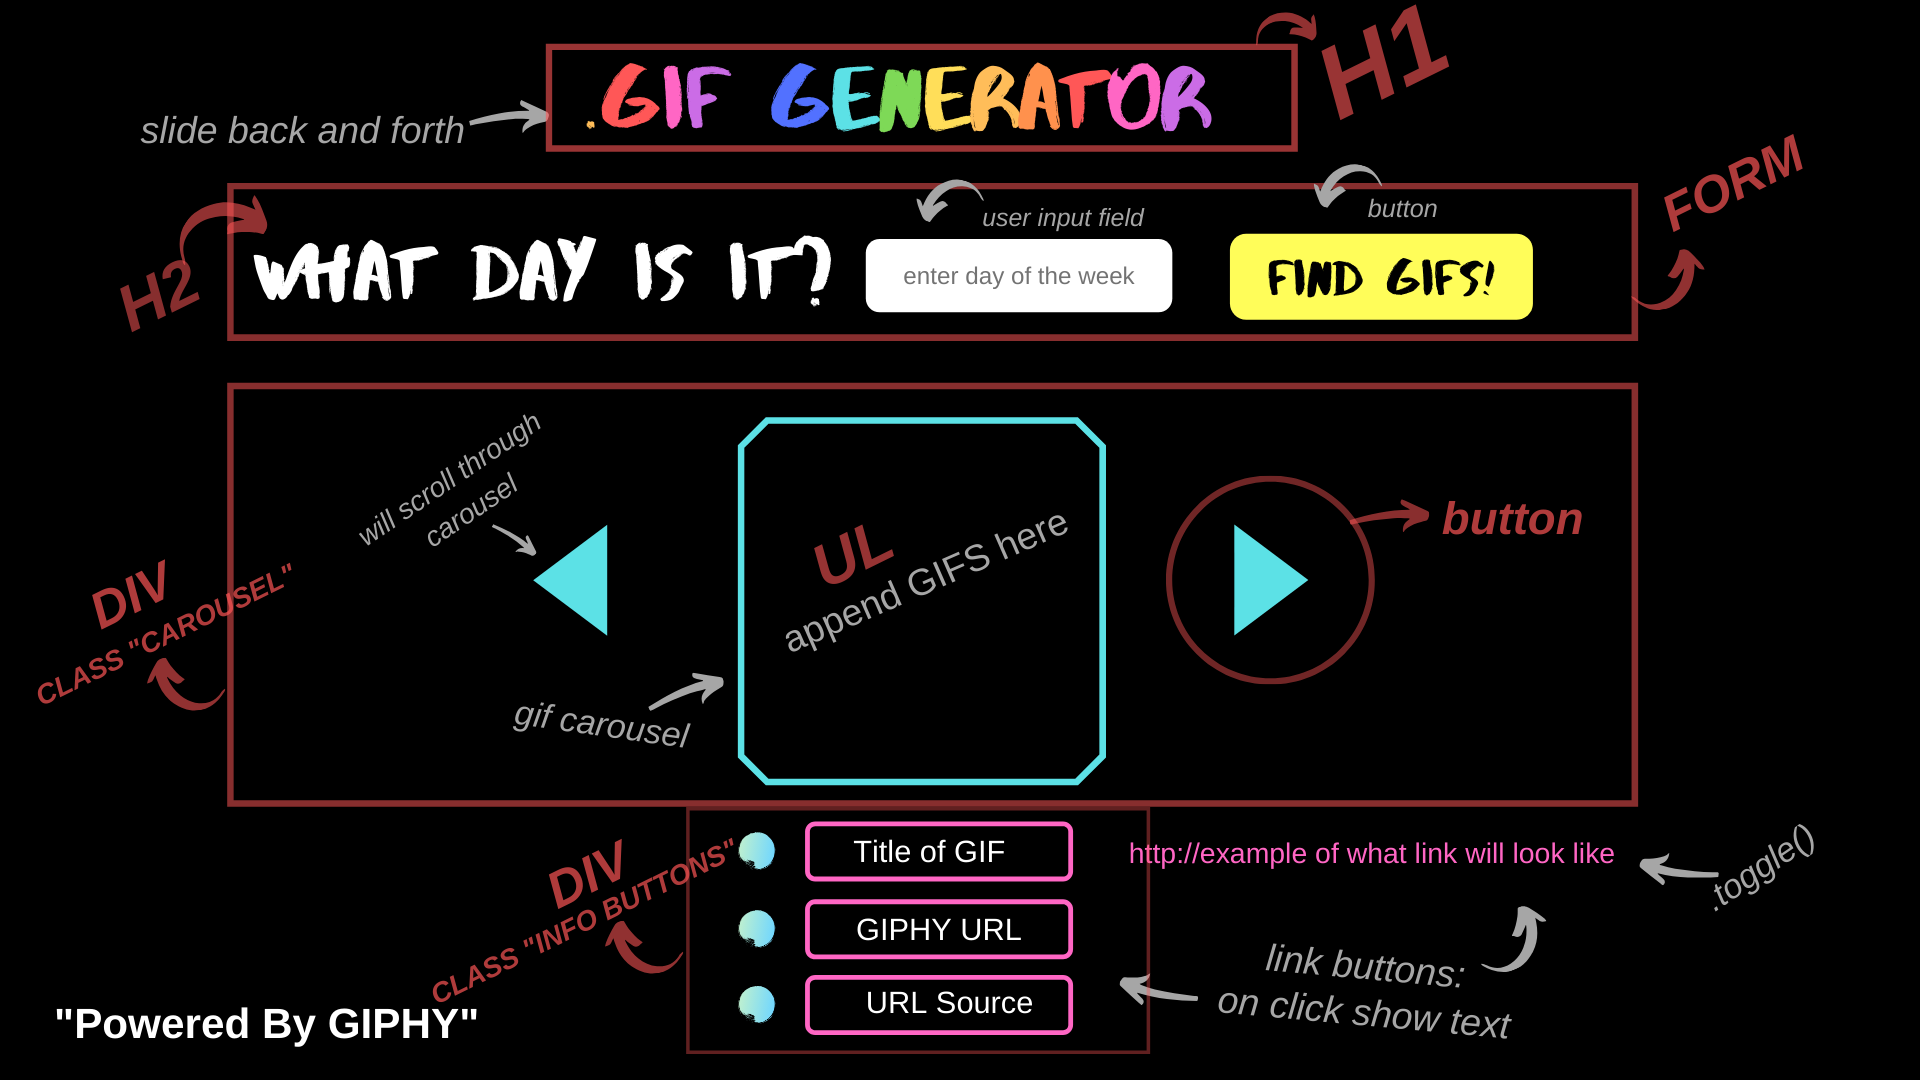 H1
.GIF GENERATOR
slide back and forth
FORM
user input field
button
H2
WHAT DAY IS IT?
enter day of the week
FIND GIFS!
will scroll through
carousel
UL
append GIFS here
button
DIV
CLASS "CAROUSEL"
gif carousel
DIV
CLASS "INFO BUTTONS"
Title of GIF
http://example of what link will look like
.toggle()
GIPHY URL
link buttons:
on click show text
URL Source
"Powered By GIPHY"